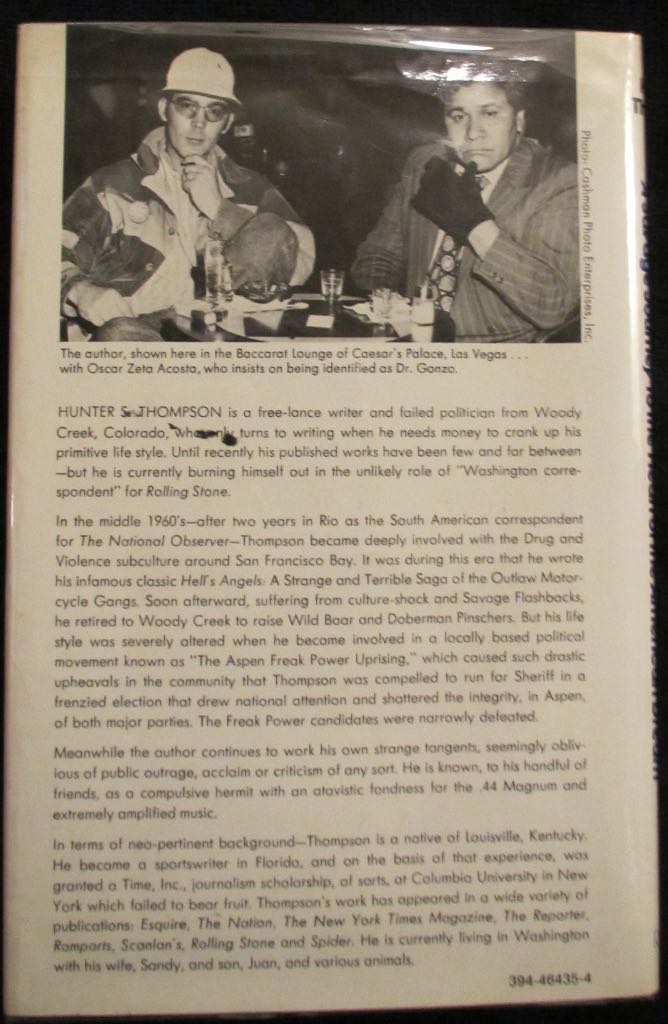 Photo: Cashman Photo Enterprises, Inc.
The author, shown here in the Baccarat Lounge of Caesar's Palace, Las Vegas . . .
with Oscar Zeta Acosta, who insists on being identified as Dr. Gonzo.
HUNTER S. THOMPSON is a free-lance writer and failed politician from Woody
Creek, Colorado, who only turns to writing when he needs money to crank up his
primitive life style. Until recently his published works have been few and far between
—but he is currently burning himself out in the unlikely role of "Washington corre-
spondent" for Rolling Stone.
In the middle 1960's—after two years in Rio as the South American correspondent
for The National Observer—Thompson became deeply involved with the Drug and
Violence subculture around San Francisco Bay. It was during this era that he wrote
his infamous classic Hell's Angels: A Strange and Terrible Saga of the Outlaw Motor-
cycle Gangs. Soon afterward, suffering from culture-shock and Savage Flashbacks,
he retired to Woody Creek to raise Wild Boar and Doberman Pinschers. But his life
style was severely altered when he became involved in a locally based political
movement known as "The Aspen Freak Power Uprising," which caused such drastic
upheavals in the community that Thompson was compelled to run for Sheriff in a
frenzied election that drew national attention and shattered the integrity, in Aspen,
of both major parties. The Freak Power candidates were narrowly defeated.
Meanwhile the author continues to work his own strange tangents, seemingly obliv-
ious of public outrage, acclaim or criticism of any sort. He is known, to his handful of
friends, as a compulsive hermit with an atavistic fondness for the .44 Magnum and
extremely amplified music.
In terms of neo-pertinent background—Thompson is a native of Louisville, Kentucky.
He became a sportswriter in Florida, and on the basis of that experience, was
granted a Time, Inc., journalism scholarship, of sorts, at Columbia University in New
York which failed to bear fruit. Thompson's work has appeared in a wide variety of
publications: Esquire, The Nation, The New York Times Magazine, The Reporter,
Ramparts, Scanlan's, Rolling Stone and Spider. He is currently living in Washington
with his wife, Sandy, and son, Juan, and various animals.
394-46435-4